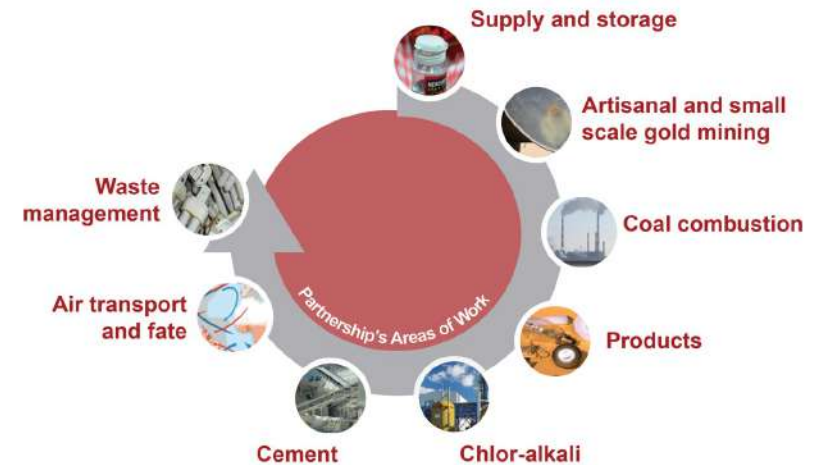 Supply and storage
Artisanal and small
scale gold mining
Coal combustion
Products
Chlor-alkali
Cement
Air transport
and fate
Waste
management
Partnership's Areas of Work